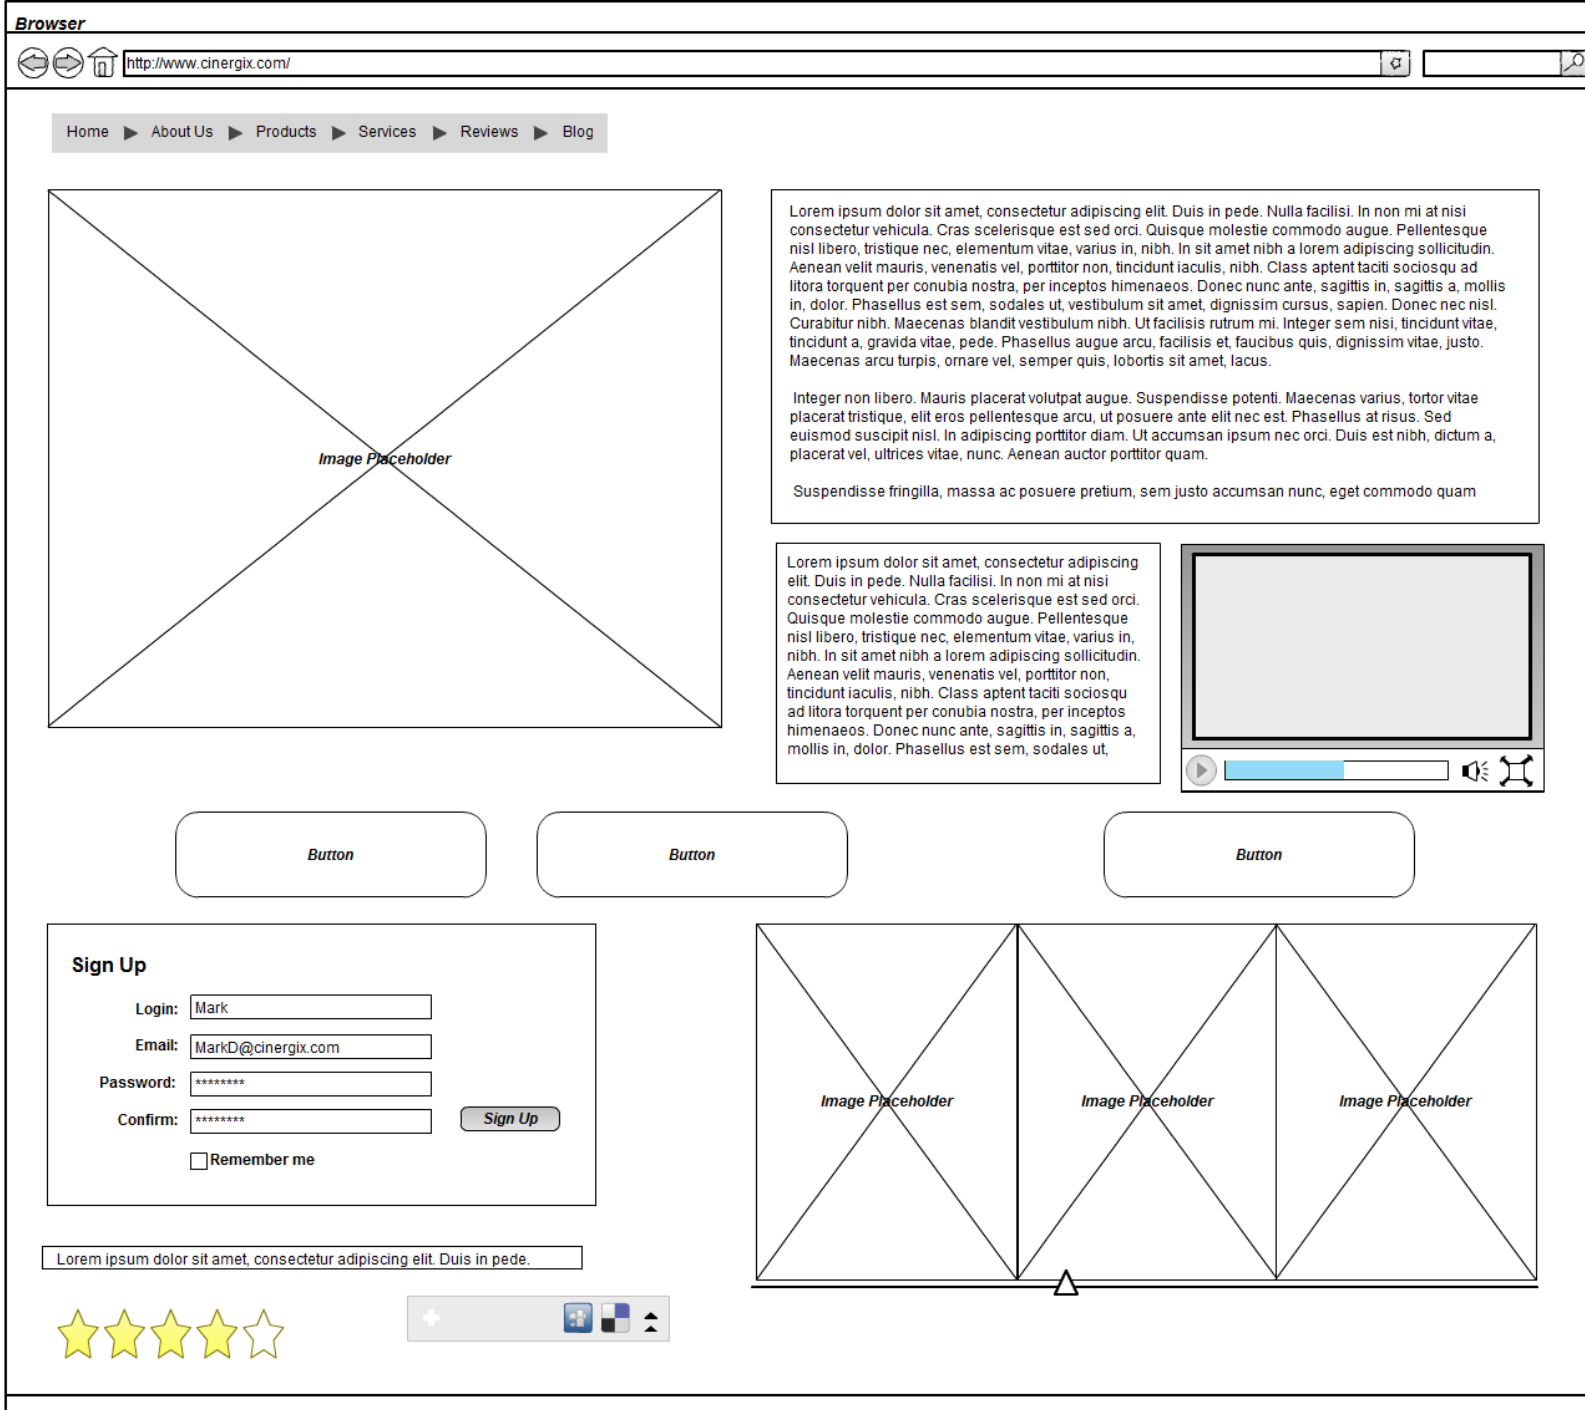 Browser
http://www.cinergix.com/
Home About Us Products Services Reviews Blog
Image Placeholder
Lorem ipsum dolor sit amet, consectetur adipiscing elit. Duis in pede. Nulla facilisi. In non mi at nisi
consectetur vehicula. Cras scelerisque est sed orci. Quisque molestie commodo augue. Pellentesque
nisl libero, tristique nec, elementum vitae, varius in, nibh. In sit amet nibh a lorem adipiscing sollicitudin.
Aenean velit mauris, venenatis vel, porttitor non, tincidunt iaculis, nibh. Class aptent taciti sociosqu ad
litora torquent per conubia nostra, per inceptos himenaeos. Donec nunc ante, sagittis in, sagittis a, mollis
in, dolor. Phasellus est sem, sodales ut, vestibulum sit amet, dignissim cursus, sapien. Donec nec nisl.
Curabitur nibh. Maecenas blandit vestibulum nibh. Ut facilisis rutrum mi. Integer sem nisi, tincidunt vitae,
tincidunt a, gravida vitae, pede. Phasellus augue arcu, facilisis et, faucibus quis, dignissim vitae, justo.
Maecenas arcu turpis, ornare vel, semper quis, lobortis sit amet, lacus.
Integer non libero. Mauris placerat volutpat augue. Suspendisse potenti. Maecenas varius, tortor vitae
placerat tristique, elit eros pellentesque arcu, ut posuere ante elit nec est. Phasellus at risus. Sed
euismod suscipit nisl. In adipiscing porttitor diam. Ut accumsan ipsum nec orci. Duis est nibh, dictum a,
placerat vel, ultrices vitae, nunc. Aenean auctor porttitor quam.
Suspendisse fringilla, massa ac posuere pretium, sem justo accumsan nunc, eget commodo quam
Lorem ipsum dolor sit amet, consectetur adipiscing
elit. Duis in pede. Nulla facilisi. In non mi at nisi
consectetur vehicula. Cras scelerisque est sed orci.
Quisque molestie commodo augue. Pellentesque
nisl libero, tristique nec, elementum vitae, varius in,
nibh. In sit amet nibh a lorem adipiscing sollicitudin.
Aenean velit mauris, venenatis vel, porttitor non,
tincidunt iaculis, nibh. Class aptent taciti sociosqu
ad litora torquent per conubia nostra, per inceptos
himenaeos. Donec nunc ante, sagittis in, sagittis a,
mollis in, dolor. Phasellus est sem, sodales ut,
Button
Button
Button
Sign Up
Login: Mark
Email: MarkD@cinergix.com
Password: ********
Confirm: ********
Sign Up
Remember me
Image Placeholder
Image Placeholder
Image Placeholder
Lorem ipsum dolor sit amet, consectetur adipiscing elit. Duis in pede.